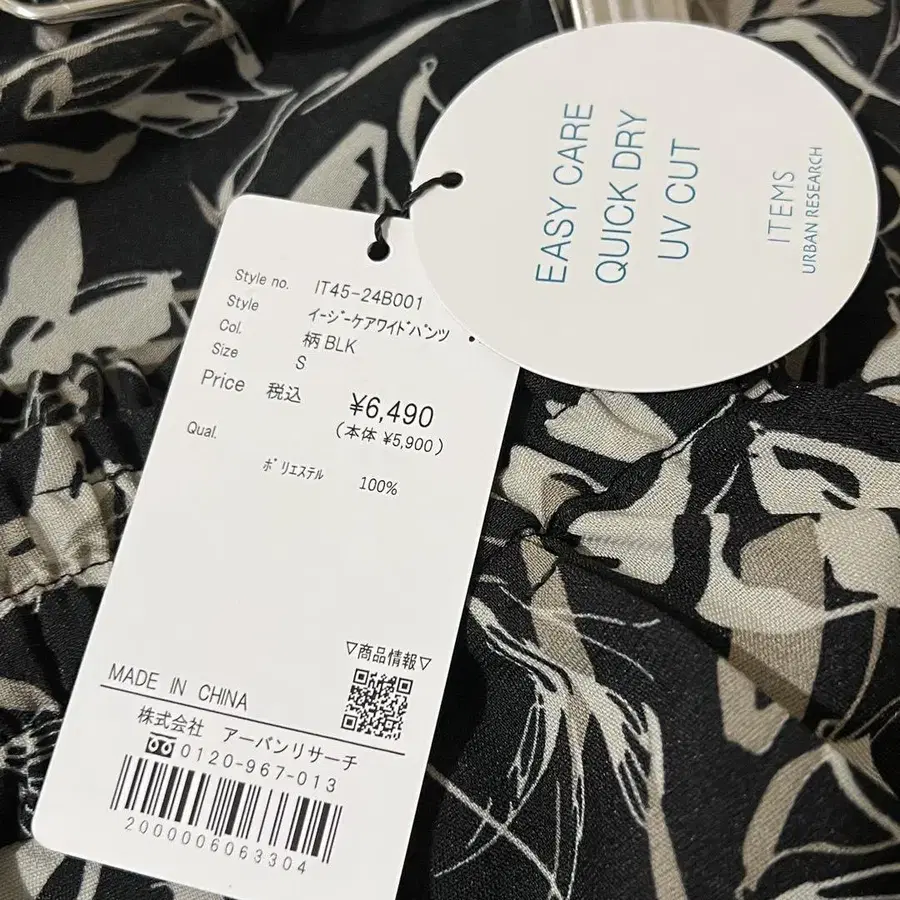 EASY CARE
QUICK DRY
UV CUT
ITEMS
URBAN RESEARCH
Style no. IT45-24B001
Style イージーケアワイドパンツ
Col. 柄BLK
Size S
Price 税込 ¥6,490
(本体 ¥5,900)
Qual.
ポリエステル 100%
▽商品情報▽
MADE IN CHINA
株式会社 アーバンリサーチ
0120-967-013
2000006063304